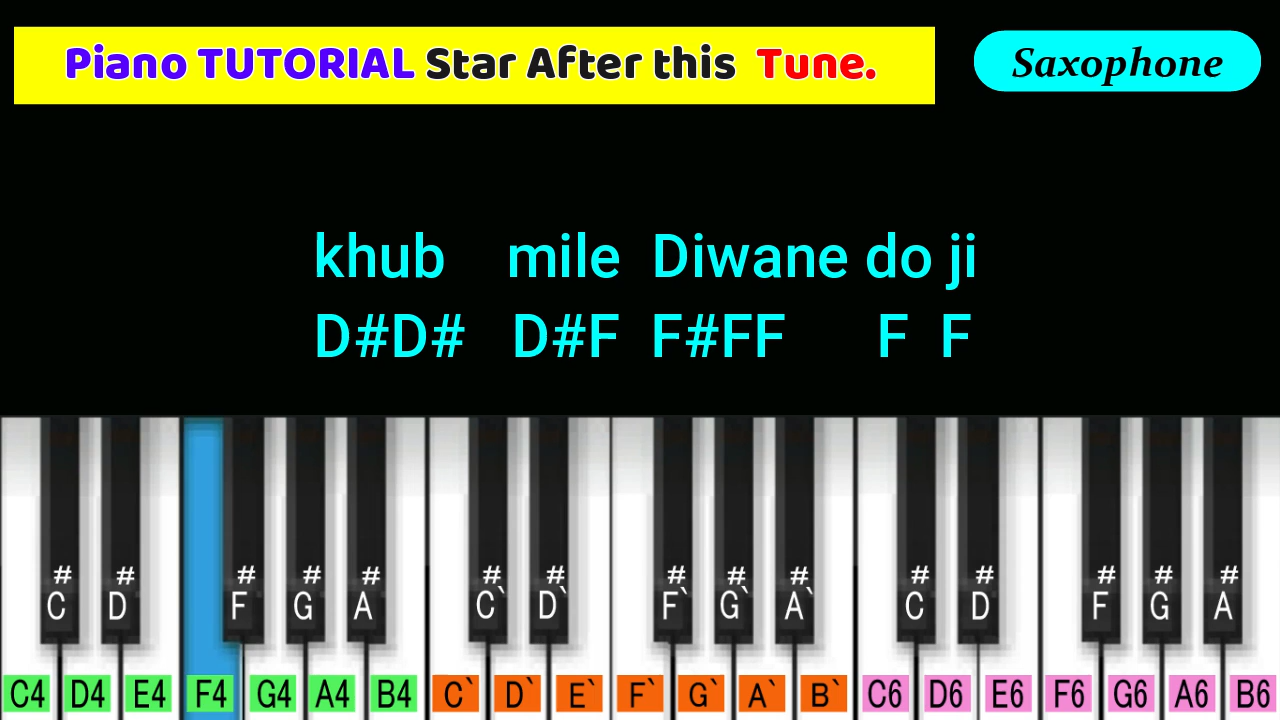 Piano TUTORIAL Star After this Tune.
Saxophone
khub mile Diwane do ji
D#D# D#F F#FF F F
# # # # # # # # # # # # # # #
C D F G A C` D` F` G` A` C D F G A
C4 D4 E4 F4 G4 A4 B4 C` D` E` F` G` A` B` C6 D6 E6 F6 G6 A6 B6